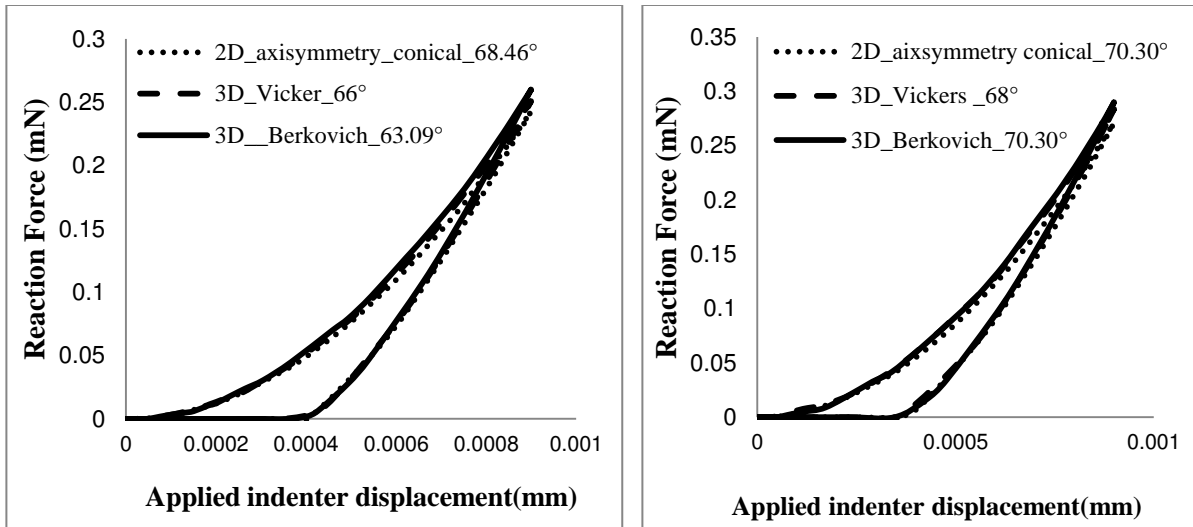 0.3
0.25
0.2
0.15
0.1
0.05
0
Reaction Force (mN)
2D_axisymmetry_conical_68.46°
3D_Vicker_66°
3D__Berkovich_63.09°
0 0.0002 0.0004 0.0006 0.0008 0.001
Applied indenter displacement(mm)
0.35
0.3
0.25
0.2
0.15
0.1
0.05
0
Reaction Force (mN)
2D_aixsymmetry conical_70.30°
3D_Vickers _68°
3D_Berkovich_70.30°
0 0.0005 0.001
Applied indenter displacement(mm)